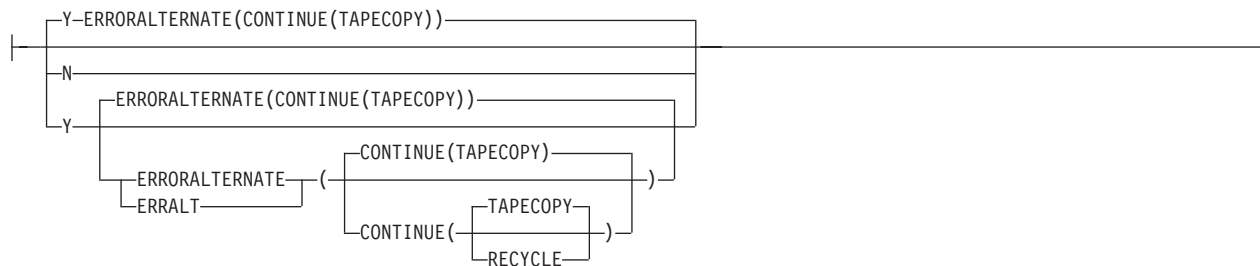 Y ERRORALTERNATE(CONTINUE(TAPECOPY))
N
ERRORALTERNATE(CONTINUE(TAPECOPY))
Y
CONTINUE(TAPECOPY)
ERRORALTERNATE ( )
ERRALT
TAPECOPY
CONTINUE( )
RECYCLE